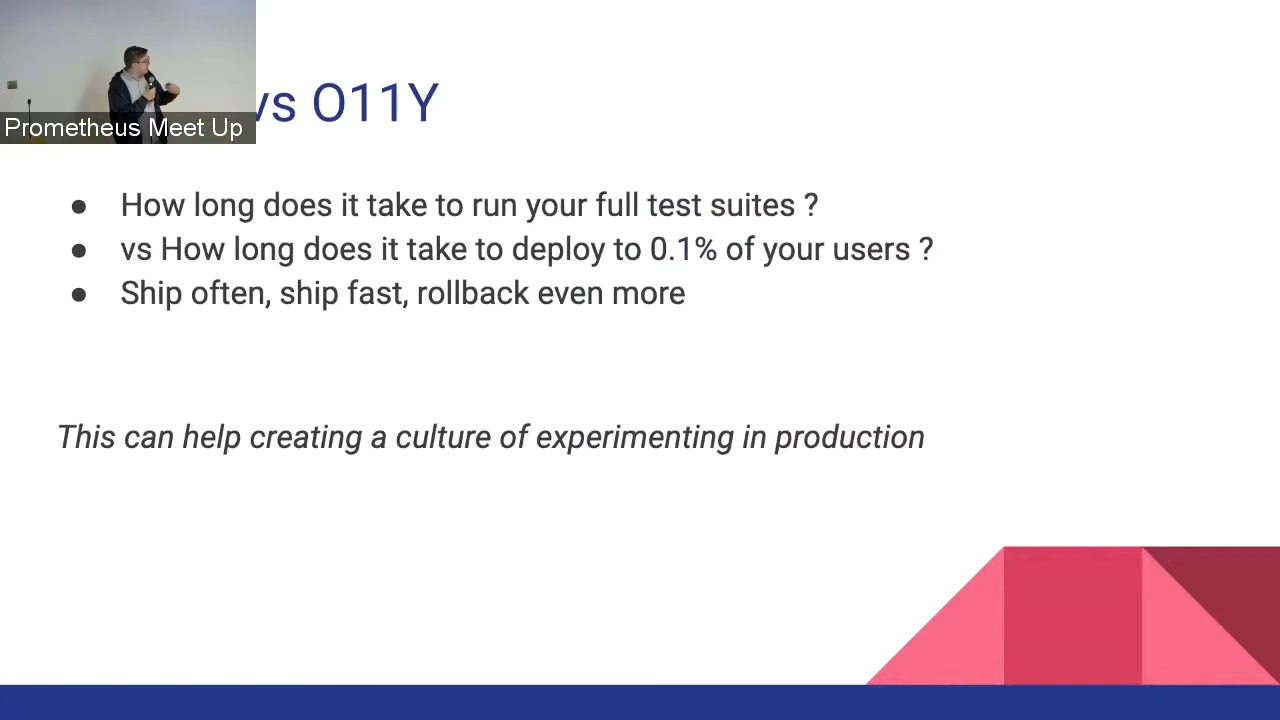 vs O11Y
Prometheus Meet Up
● How long does it take to run your full test suites ?
● vs How long does it take to deploy to 0.1% of your users ?
● Ship often, ship fast, rollback even more
This can help creating a culture of experimenting in production